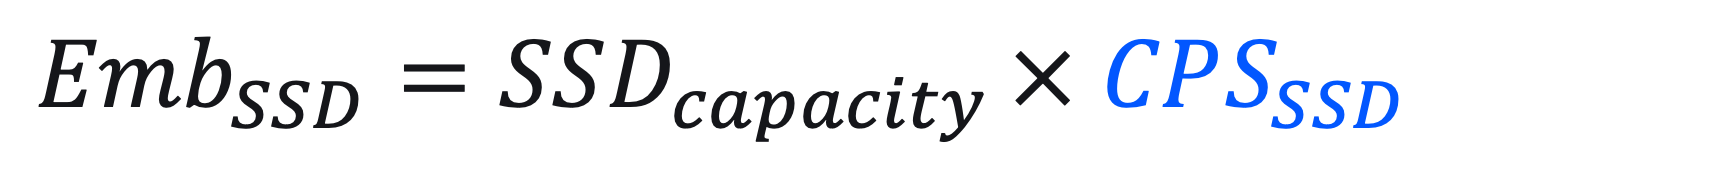 Emb_SSD = SSD_capacity × CPS_SSD